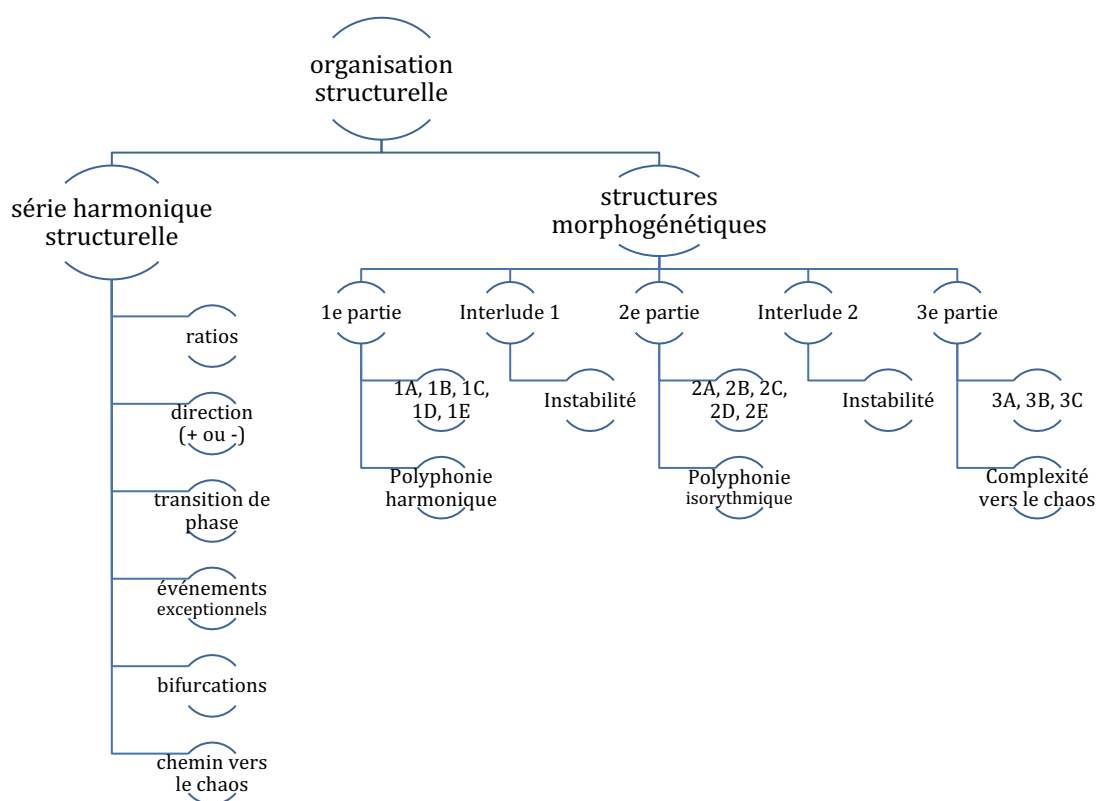 organisation
structurelle
série harmonique
structurelle
ratios
direction
(+ ou -)
transition de
phase
événements
exceptionnels
bifurcations
chemin vers
le chaos
structures
morphogénétiques
1e partie
1A, 1B, 1C,
1D, 1E
Polyphonie
harmonique
Interlude 1
Instabilité
2e partie
2A, 2B, 2C,
2D, 2E
Polyphonie
isorythmique
Interlude 2
Instabilité
3e partie
3A, 3B, 3C
Complexité
vers le chaos